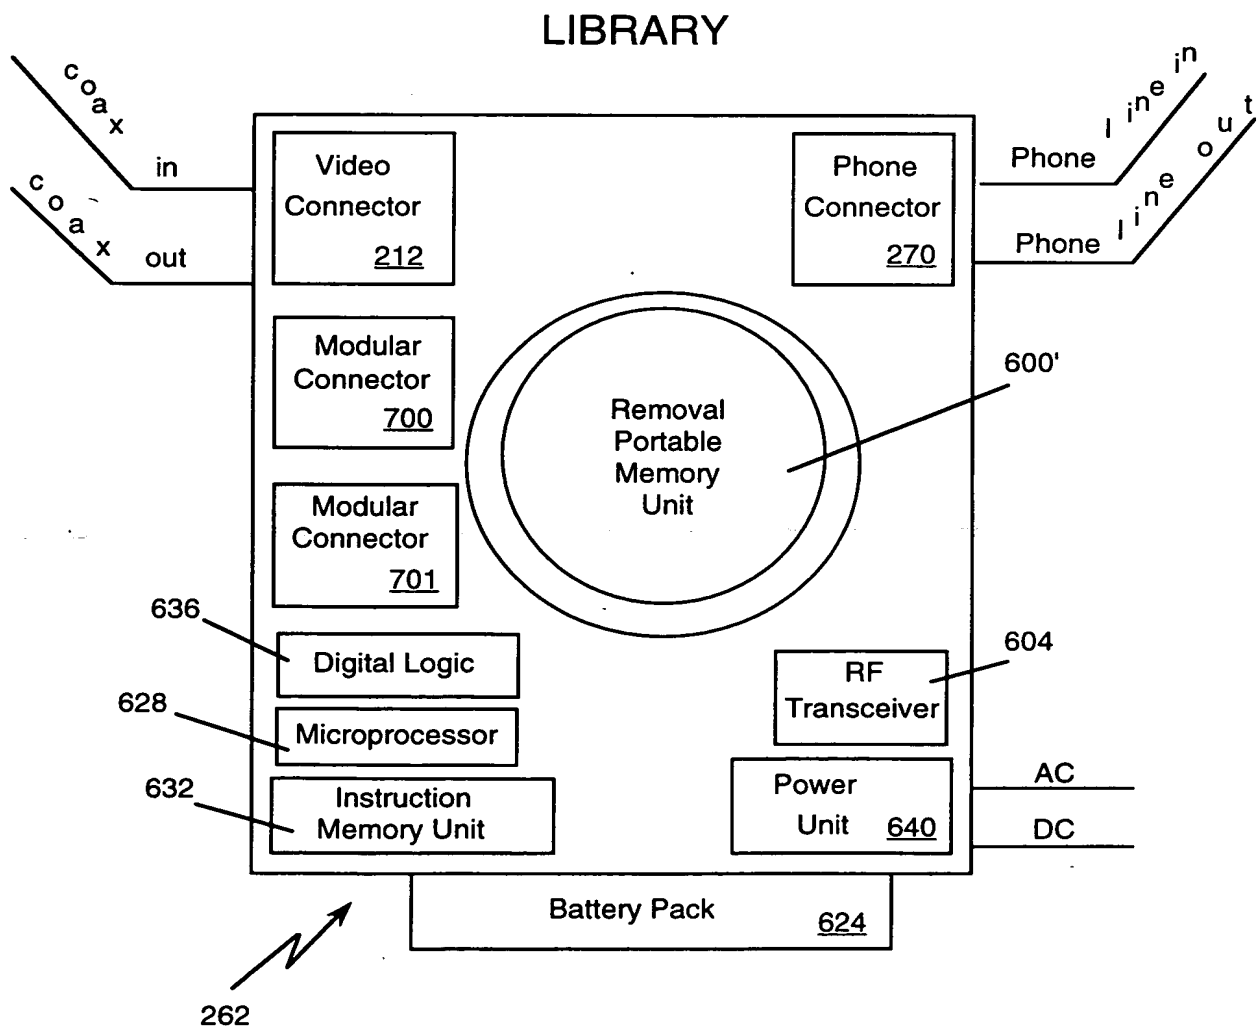 LIBRARY
coax in
coax out
Video
Connector
212
Phone
Connector
270
Phone line in
Phone line out
Modular
Connector
700
Removal
Portable
Memory
Unit
600'
Modular
Connector
701
636
Digital Logic
RF
Transceiver
604
628
Microprocessor
632
Instruction
Memory Unit
Power
Unit
640
AC
DC
Battery Pack
624
262